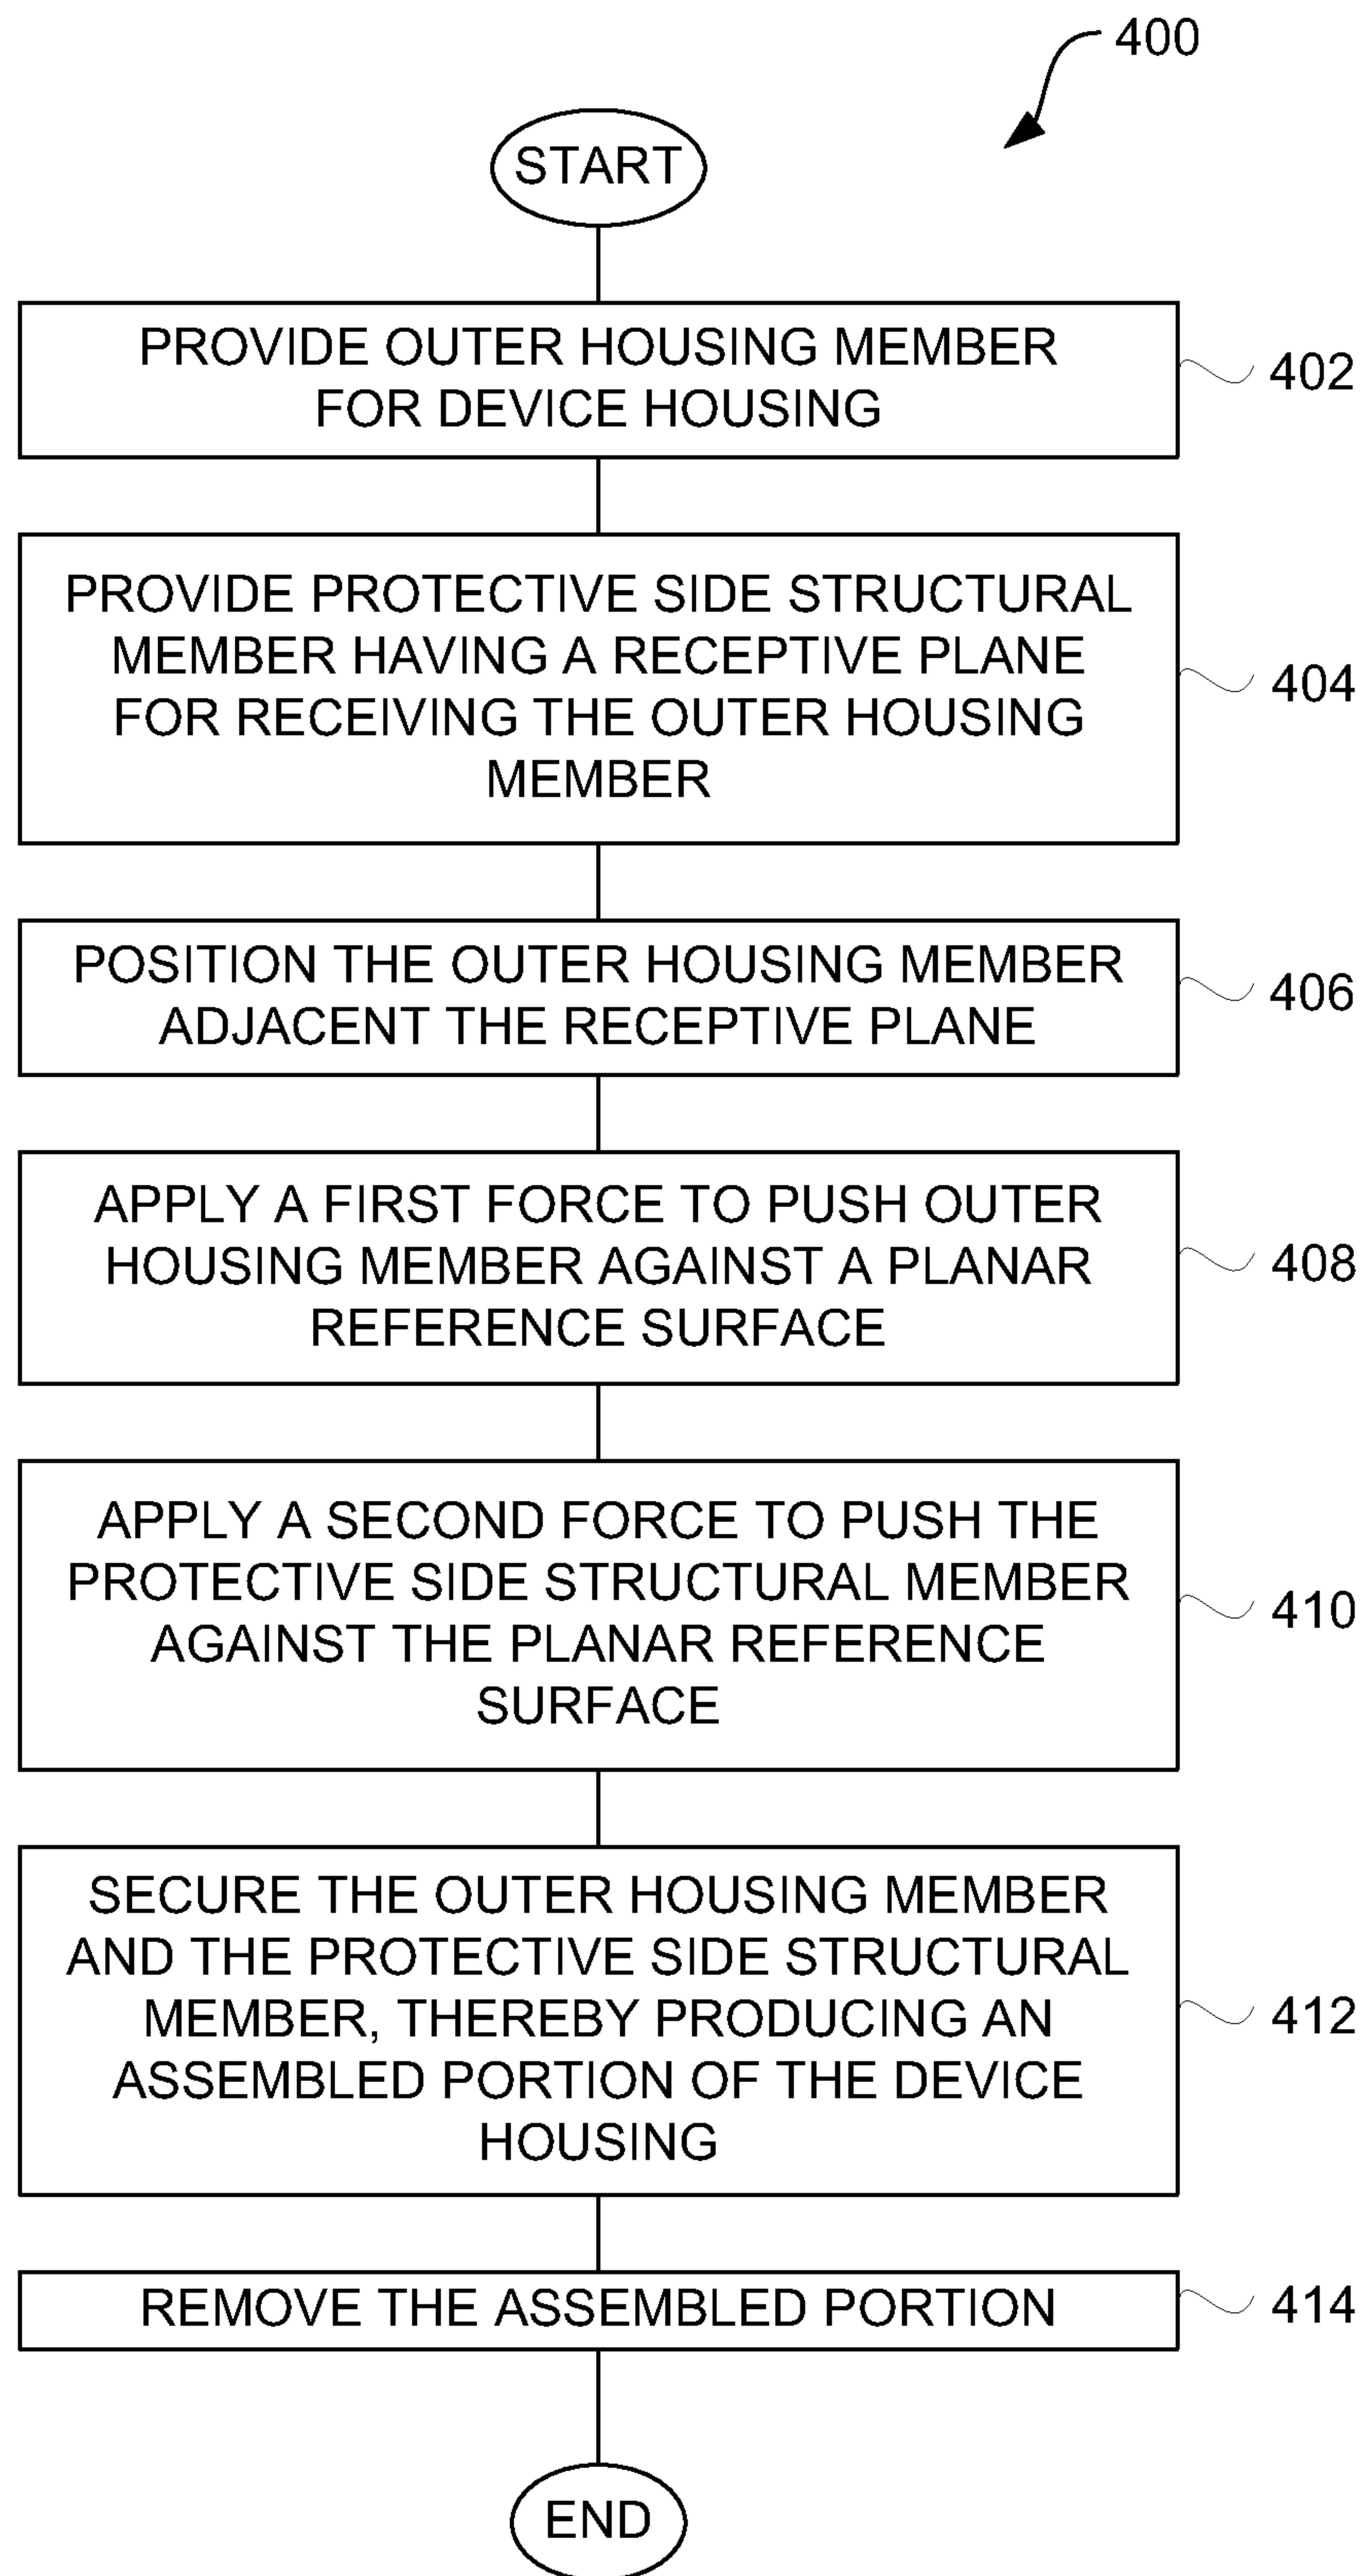 400
START
PROVIDE OUTER HOUSING MEMBER
FOR DEVICE HOUSING
402
PROVIDE PROTECTIVE SIDE STRUCTURAL
MEMBER HAVING A RECEPTIVE PLANE
FOR RECEIVING THE OUTER HOUSING
MEMBER
404
POSITION THE OUTER HOUSING MEMBER
ADJACENT THE RECEPTIVE PLANE
406
APPLY A FIRST FORCE TO PUSH OUTER
HOUSING MEMBER AGAINST A PLANAR
REFERENCE SURFACE
408
APPLY A SECOND FORCE TO PUSH THE
PROTECTIVE SIDE STRUCTURAL MEMBER
AGAINST THE PLANAR REFERENCE
SURFACE
410
SECURE THE OUTER HOUSING MEMBER
AND THE PROTECTIVE SIDE STRUCTURAL
MEMBER, THEREBY PRODUCING AN
ASSEMBLED PORTION OF THE DEVICE
HOUSING
412
REMOVE THE ASSEMBLED PORTION
414
END